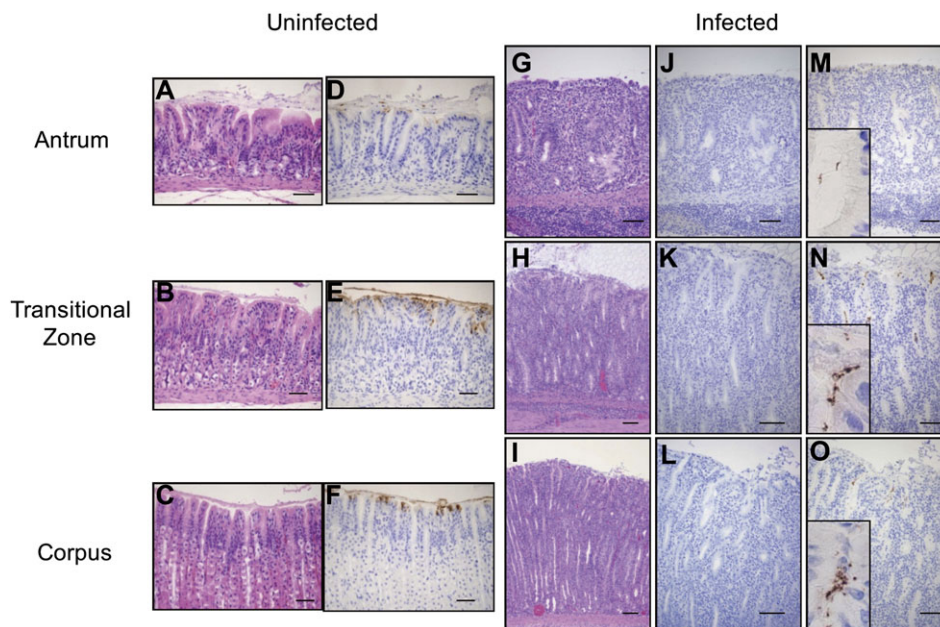 Uninfected
Infected
Antrum
A
D
G
J
M
Transitional
Zone
B
E
H
K
N
Corpus
C
F
I
L
O